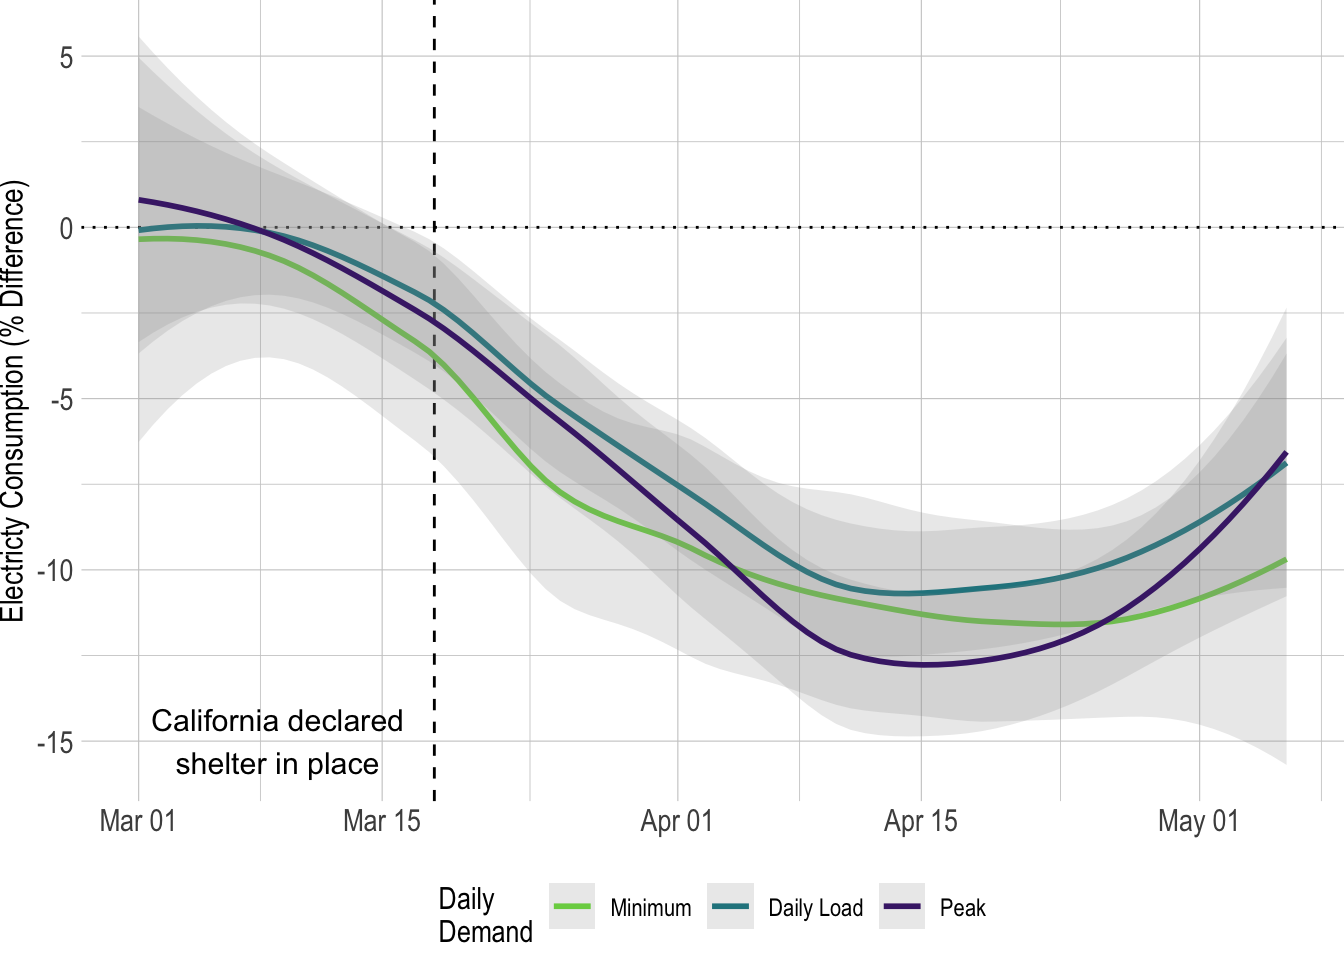 Electricty Consumption (% Difference)
5
0
-5
-10
-15
California declared
shelter in place
Mar 01
Mar 15
Apr 01
Apr 15
May 01
Daily
Demand
Minimum
Daily Load
Peak